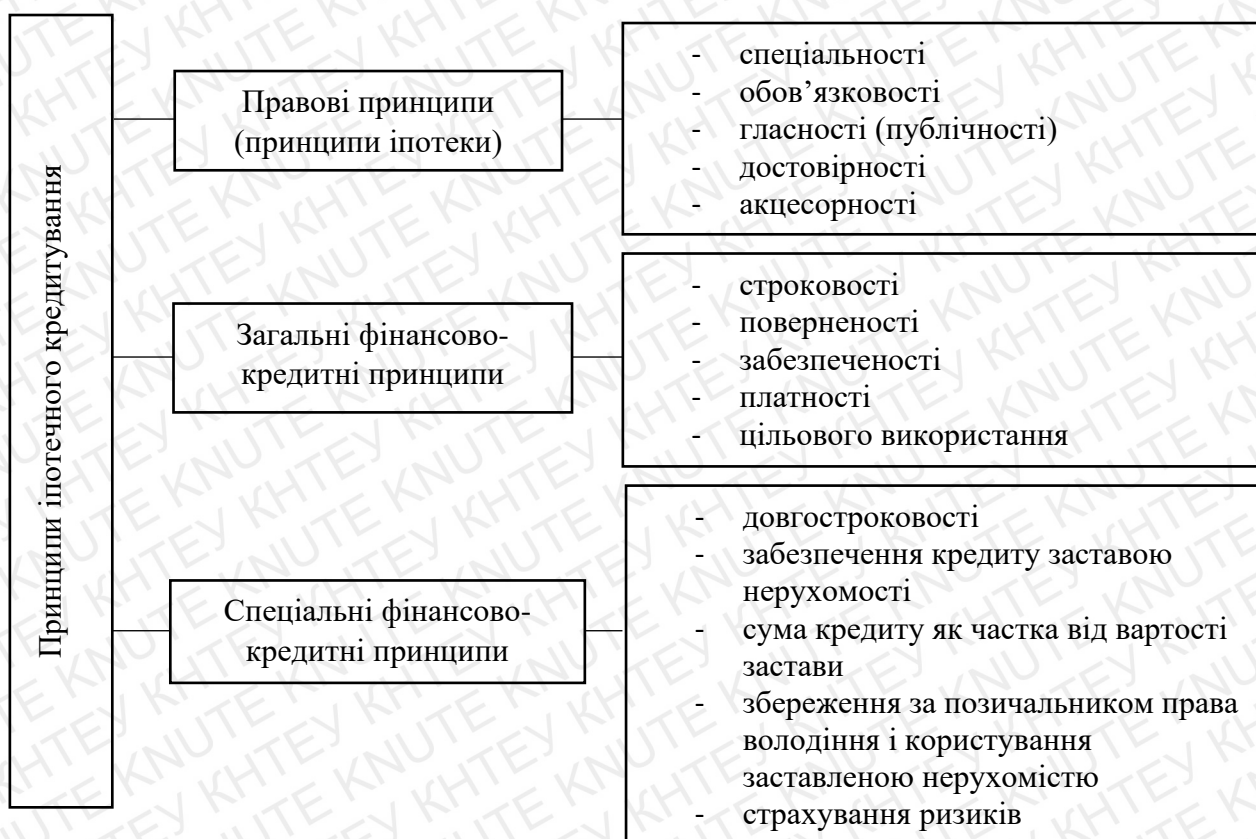 Принципи іпотечного кредитування
Правові принципи
(принципи іпотеки)
- спеціальності
- обов’язковості
- гласності (публічності)
- достовірності
- акцесорності
Загальні фінансово-
кредитні принципи
- строковості
- поверненості
- забезпеченості
- платності
- цільового використання
Спеціальні фінансово-
кредитні принципи
- довгостроковості
- забезпечення кредиту заставою
нерухомості
- сума кредиту як частка від вартості
застави
- збереження за позичальником права
володіння і користування
заставленою нерухомістю
- страхування ризиків